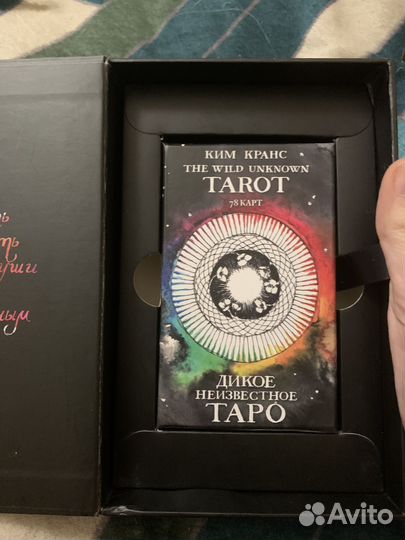 КИМ КРАНС
THE WILD UNKNOWN
TAROT
78 КАРТ
ДИКОЕ
НЕИЗВЕСТНОЕ
ТАРО
Avito